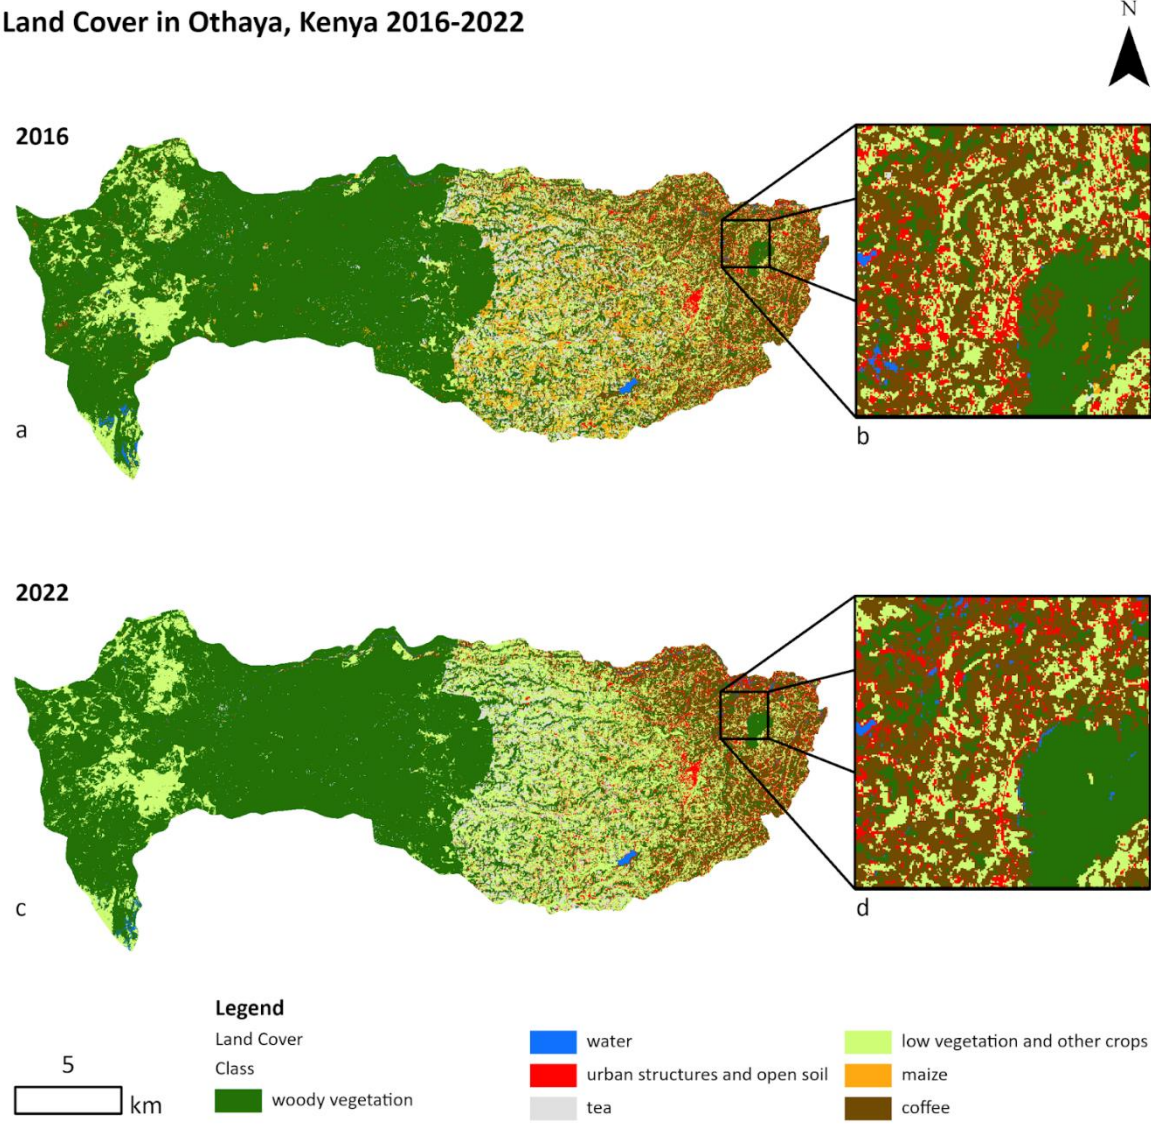 Land Cover in Othaya, Kenya 2016-2022
N
2016
a
b
2022
c
d
Legend
Land Cover
Class
woody vegetation
water
urban structures and open soil
tea
low vegetation and other crops
maize
coffee
5
km